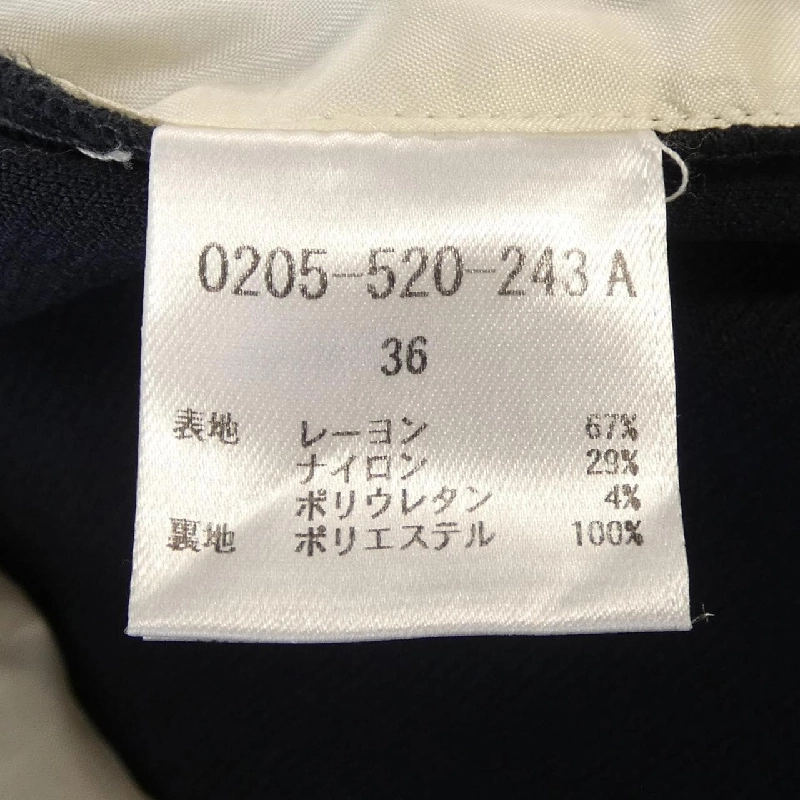 0205-520-243 A
36
表地 レーヨン 67%
ナイロン 29%
ポリウレタン 4%
裏地 ポリエステル 100%